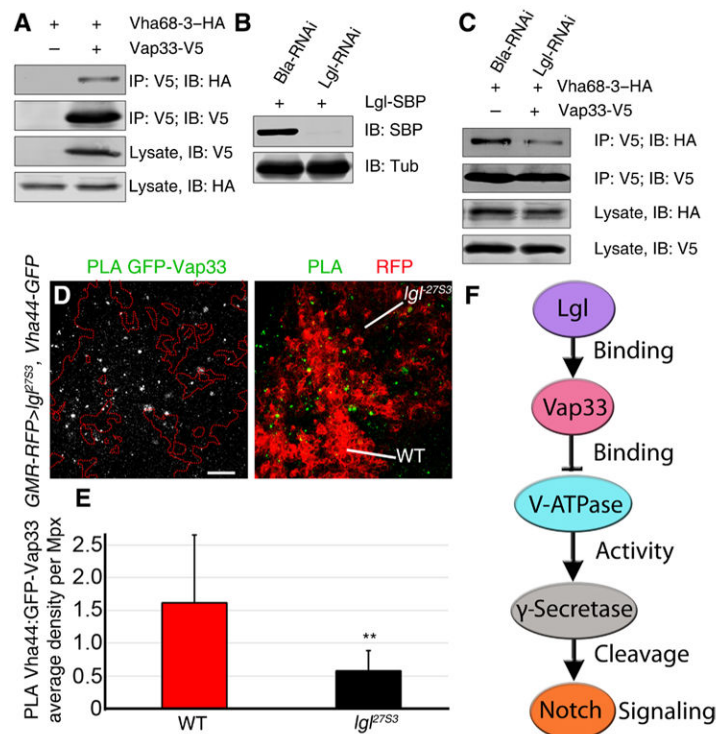 A
+ + Vha68-3–HA
– + Vap33-V5
IP: V5; IB: HA
IP: V5; IB: V5
Lysate, IB: V5
Lysate, IB: HA
B
Bla-RNAi
Lgl-RNAi
+ + Lgl-SBP
IB: SBP
IB: Tub
C
Bla-RNAi
Lgl-RNAi
+ + Vha68-3–HA
– + Vap33-V5
IP: V5; IB: HA
IP: V5; IB: V5
Lysate, IB: HA
Lysate, IB: V5
GMR-RFP>lgl27S3, Vha44-GFP
PLA GFP-Vap33
D
PLA RFP
lgl-27S3
WT
E
PLA Vha44:GFP-Vap33
average density per Mpx
2.5
2.0
1.5
1.0
0.5
0
**
WT
lgl27S3
F
Lgl
Binding
Vap33
Binding
V-ATPase
Activity
γ-Secretase
Cleavage
Notch Signaling